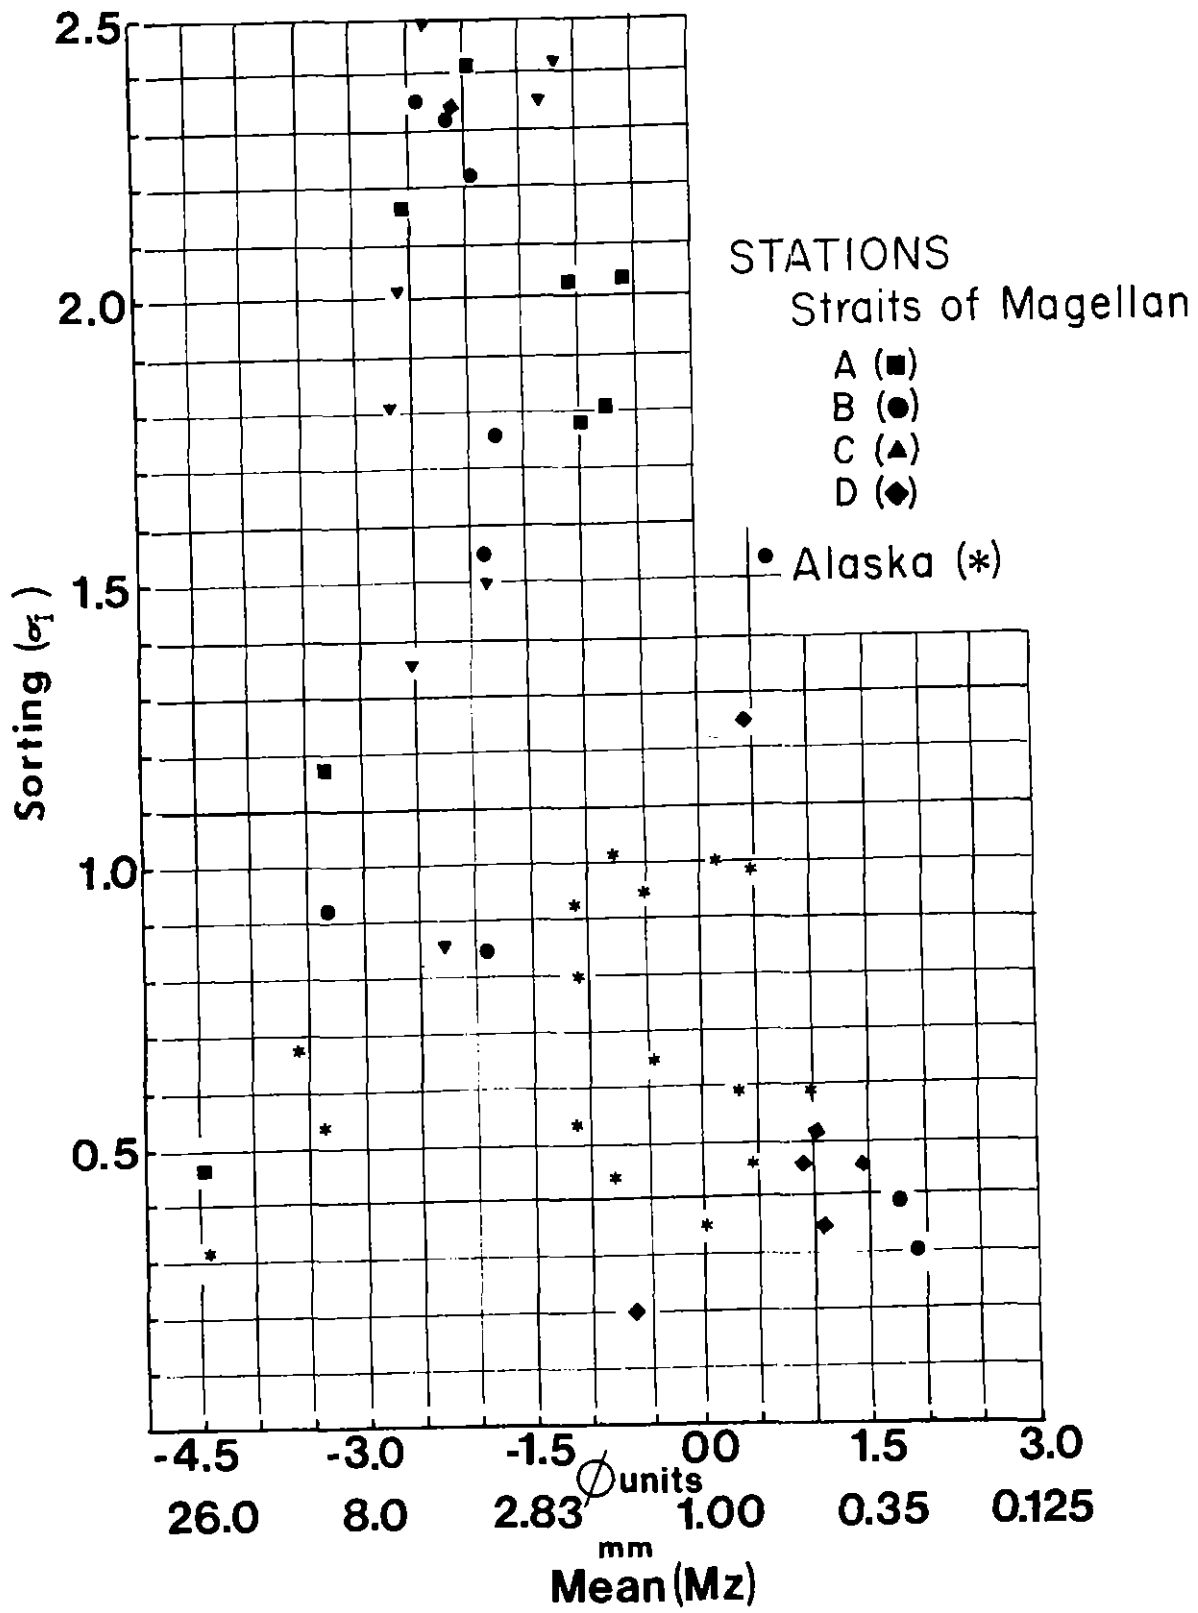 2.5
2.0
1.5
1.0
0.5
Sorting (σI)
STATIONS
Straits of Magellan
A (■)
B (●)
C (▲)
D (◆)
Alaska (*)
-4.5 -3.0 -1.5 00 1.5 3.0
∅ units
26.0 8.0 2.83 1.00 0.35 0.125
mm
Mean (Mz)